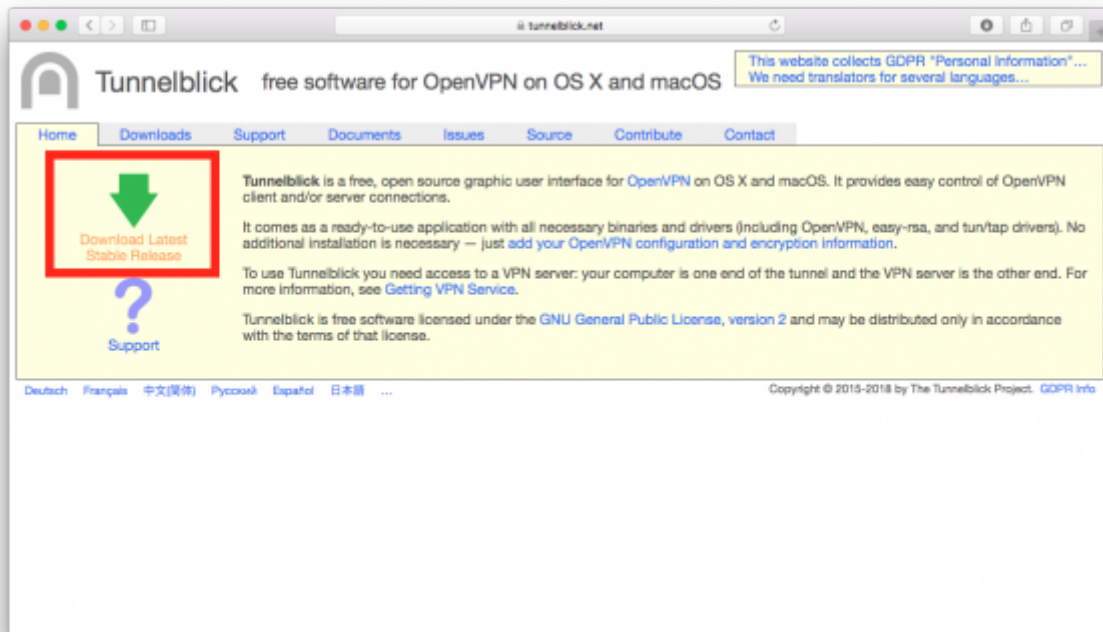 tunnelblick.net
Tunnelblick free software for OpenVPN on OS X and macOS
This website collects GDPR "Personal Information"...
We need translators for several languages...
Home Downloads Support Documents Issues Source Contribute Contact
Download Latest
Stable Release
Support
Tunnelblick is a free, open source graphic user interface for OpenVPN on OS X and macOS. It provides easy control of OpenVPN
client and/or server connections.
It comes as a ready-to-use application with all necessary binaries and drivers (including OpenVPN, easy-rsa, and tun/tap drivers). No
additional installation is necessary — just add your OpenVPN configuration and encryption information.
To use Tunnelblick you need access to a VPN server: your computer is one end of the tunnel and the VPN server is the other end. For
more information, see Getting VPN Service.
Tunnelblick is free software licensed under the GNU General Public License, version 2 and may be distributed only in accordance
with the terms of that license.
Deutsch Français 中文(简体) Русский Español 日本語 ...
Copyright © 2015-2018 by The Tunnelblick Project. GDPR Info